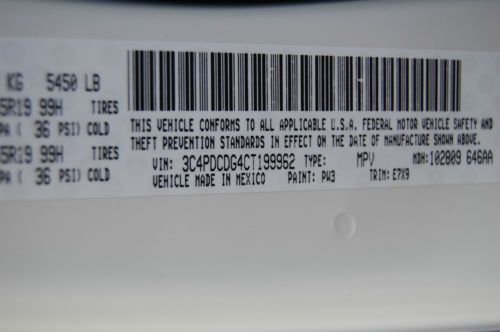 KG 5450 LB
5R19 99H TIRES
PA ( 36 PSI) COLD
5R19 99H TIRES
PA ( 36 PSI) COLD
THIS VEHICLE CONFORMS TO ALL APPLICABLE U.S.A. FEDERAL MOTOR VEHICLE SAFETY AND
THEFT PREVENTION STANDARDS IN EFFECT ON THE DATE OF MANUFACTURE SHOWN ABOVE.
VIN: 3C4PDCDG4CT199962 TYPE: MPV MDH: 102809 646AA
VEHICLE MADE IN MEXICO PAINT: PW3 TRIM: E7X9